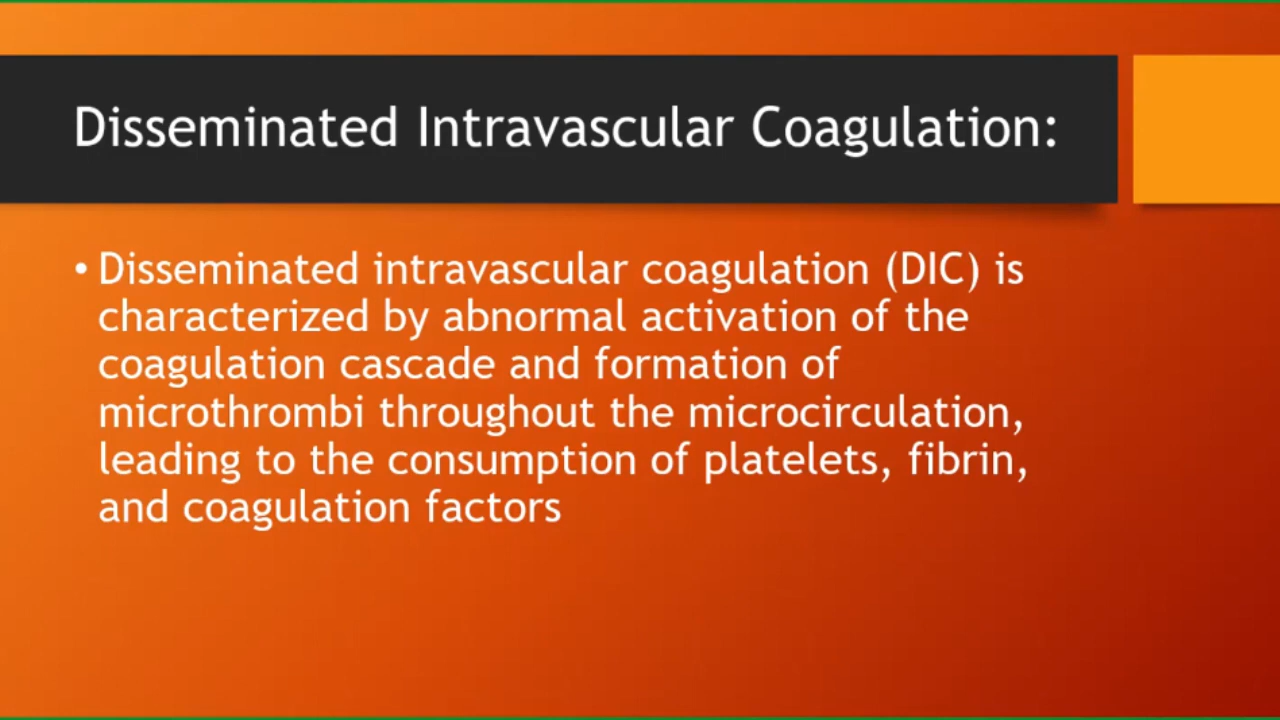 Disseminated Intravascular Coagulation:
• Disseminated intravascular coagulation (DIC) is
characterized by abnormal activation of the
coagulation cascade and formation of
microthrombi throughout the microcirculation,
leading to the consumption of platelets, fibrin,
and coagulation factors